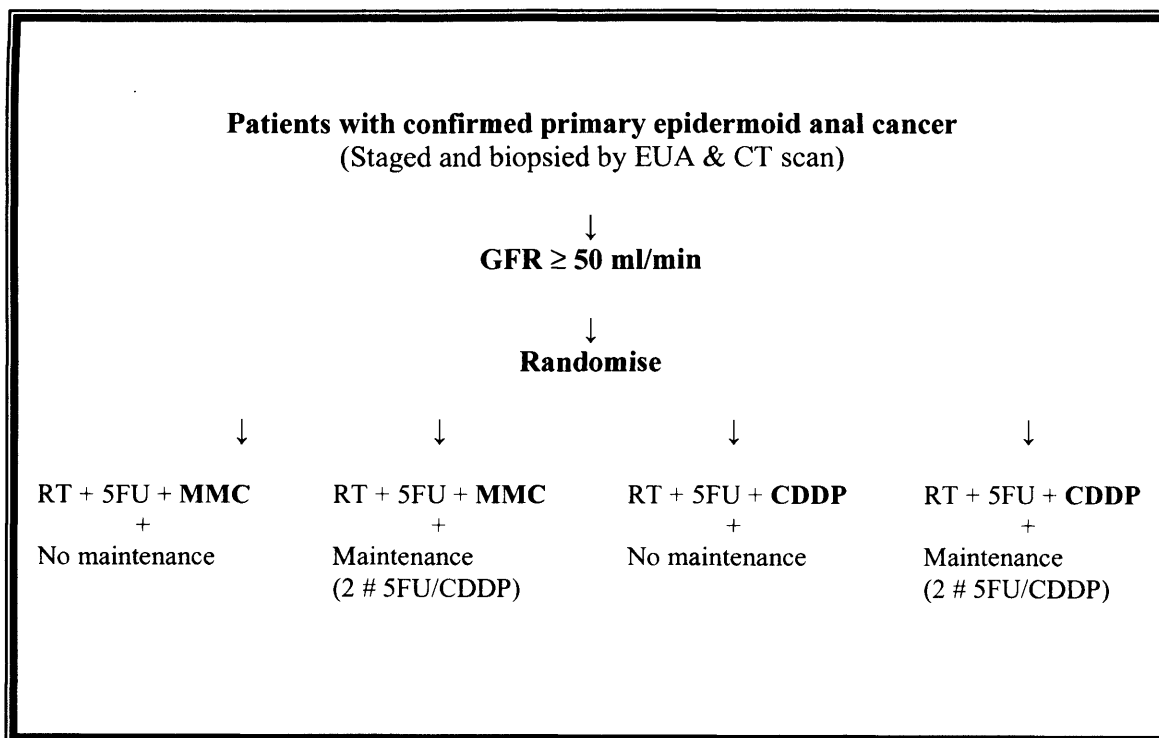 Patients with confirmed primary epidermoid anal cancer
(Staged and biopsied by EUA & CT scan)
↓
GFR ≥ 50 ml/min
↓
Randomise
↓ ↓ ↓ ↓
RT + 5FU + MMC RT + 5FU + MMC RT + 5FU + CDDP RT + 5FU + CDDP
+ + + +
No maintenance Maintenance No maintenance Maintenance
(2 # 5FU/CDDP) (2 # 5FU/CDDP)